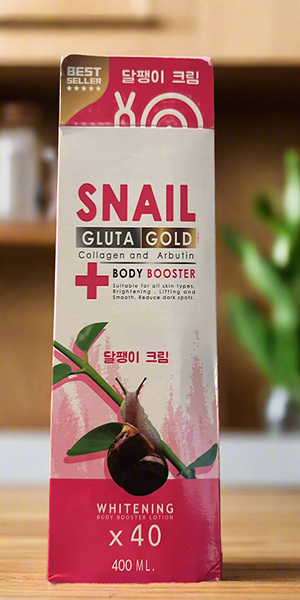 BEST
SELLER
달팽이 크림
SNAIL
GLUTA GOLD
Collagen and Arbutin
BODY BOOSTER
Suitable for all skin types.
Brightening , Lifting and
Smooth. Reduce dark spots.
달팽이 크림
WHITENING
BODY BOOSTER LOTION
x 40
400 ML.